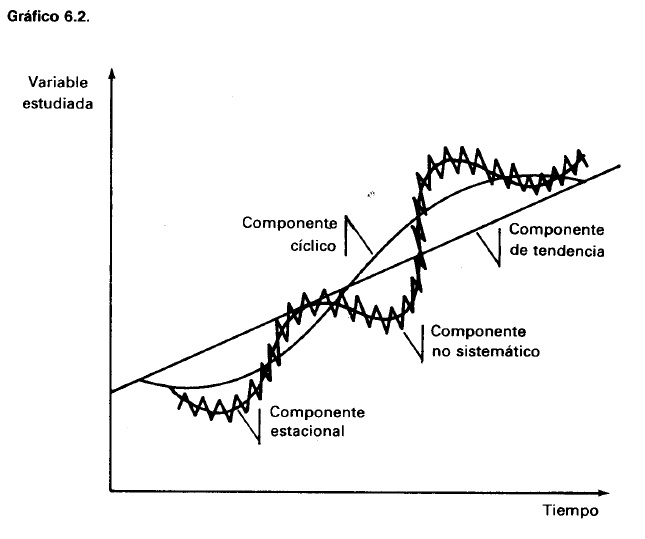 Gráfico 6.2.
Variable
estudiada
Componente
cíclico
Componente
de tendencia
Componente
no sistemático
Componente
estacional
Tiempo